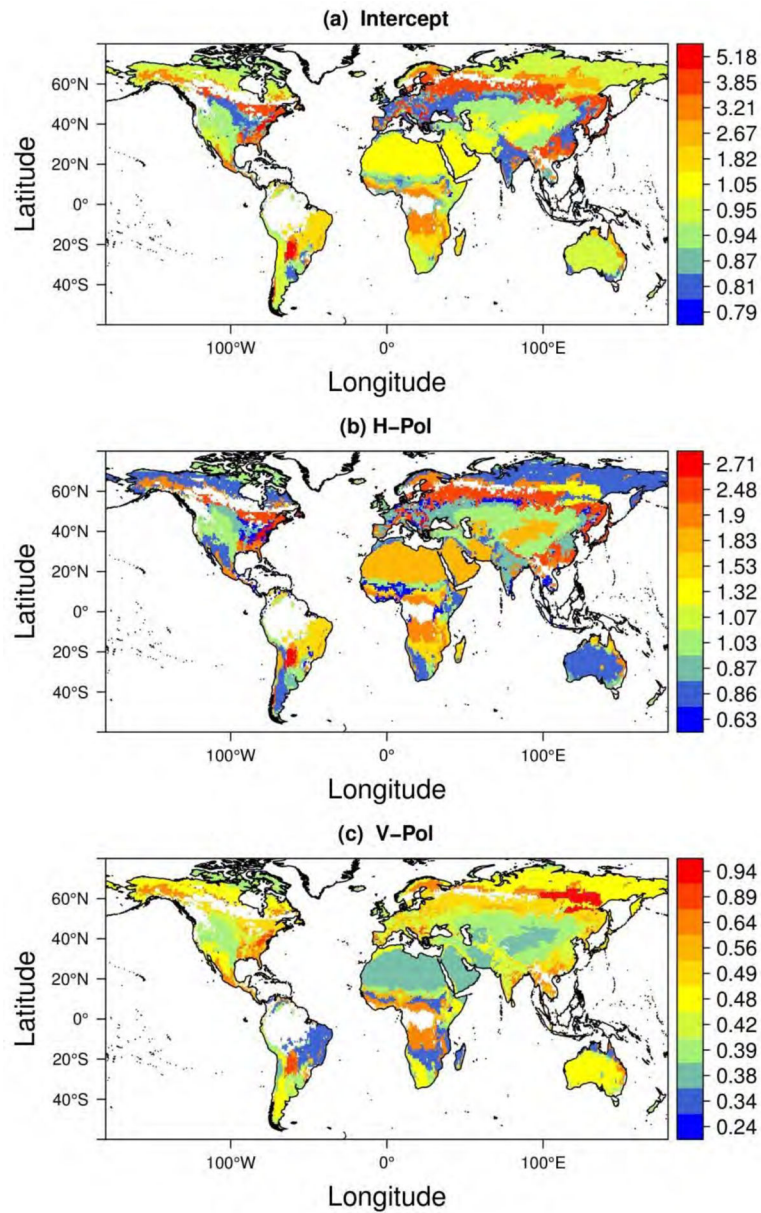 (a) Intercept
60°N
40°N
20°N
0°
20°S
40°S
Latitude
100°W 0° 100°E
Longitude
5.18
3.85
3.21
2.67
1.82
1.05
0.95
0.94
0.87
0.81
0.79
(b) H-Pol
60°N
40°N
20°N
0°
20°S
40°S
Latitude
100°W 0° 100°E
Longitude
2.71
2.48
1.9
1.83
1.53
1.32
1.07
1.03
0.87
0.86
0.63
(c) V-Pol
60°N
40°N
20°N
0°
20°S
40°S
Latitude
100°W 0° 100°E
Longitude
0.94
0.89
0.64
0.56
0.49
0.48
0.42
0.39
0.38
0.34
0.24